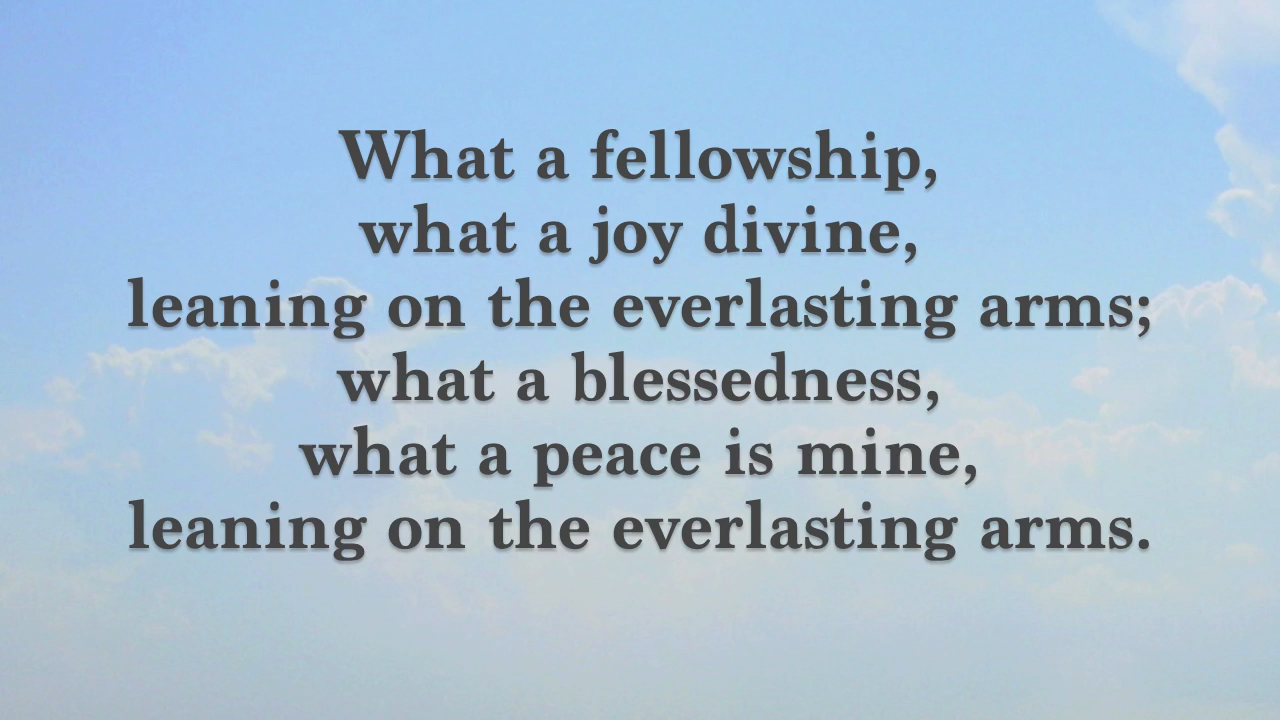 What a fellowship,
what a joy divine,
leaning on the everlasting arms;
what a blessedness,
what a peace is mine,
leaning on the everlasting arms.